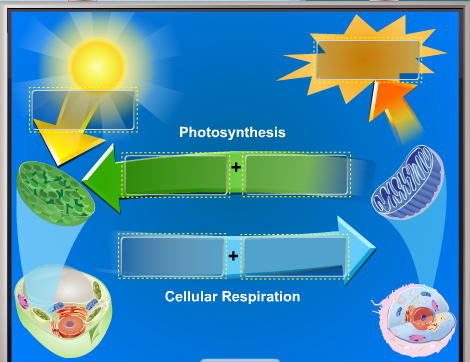 Photosynthesis
+
+
Cellular Respiration